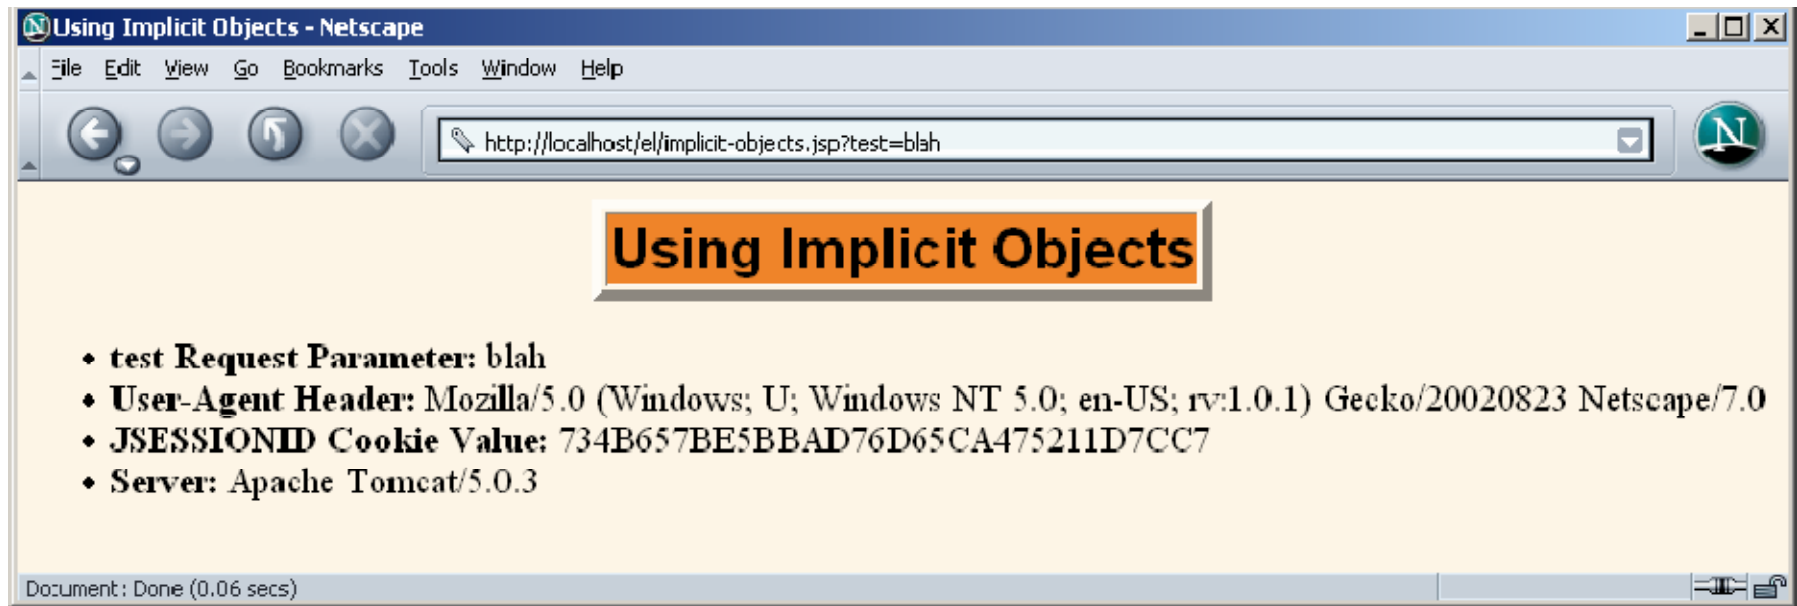 Using Implicit Objects - Netscape
File Edit View Go Bookmarks Tools Window Help
http://localhost/el/implicit-objects.jsp?test=blah
N
Using Implicit Objects
• test Request Parameter: blah
• User-Agent Header: Mozilla/5.0 (Windows; U; Windows NT 5.0; en-US; rv:1.0.1) Gecko/20020823 Netscape/7.0
• JSESSIONID Cookie Value: 734B657BE5BBAD76D65CA475211D7CC7
• Server: Apache Tomcat/5.0.3
Document: Done (0.06 secs)